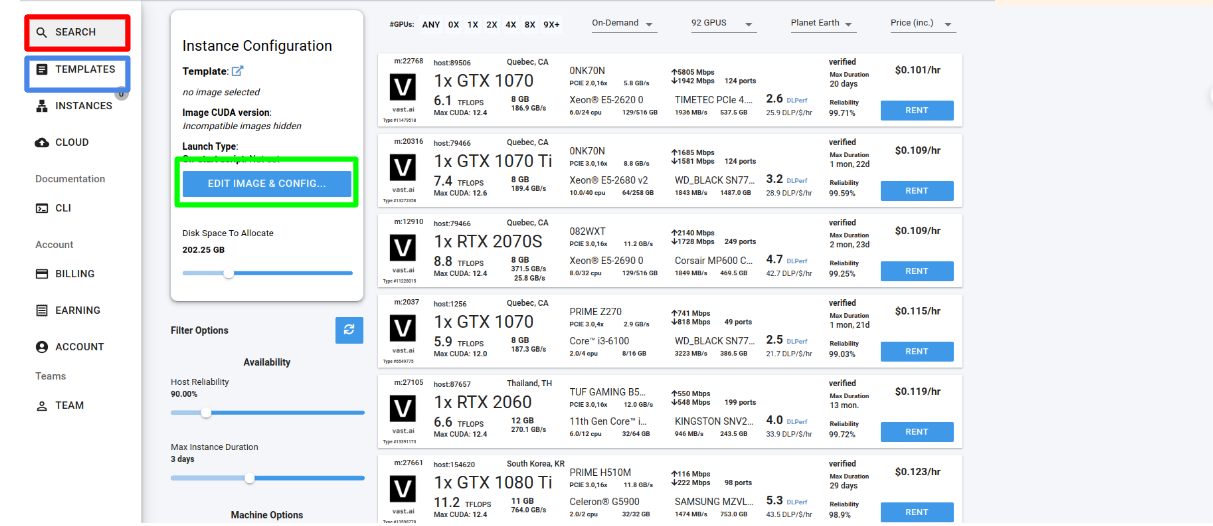 SEARCH
TEMPLATES
INSTANCES
CLOUD
Documentation
CLI
Account
BILLING
EARNING
ACCOUNT
Teams
TEAM
Instance Configuration
Template:
no image selected
Image CUDA version:
Incompatible images hidden
Launch Type:
On-start script: Not set
EDIT IMAGE & CONFIG...
Disk Space To Allocate
202.25 GB
Filter Options
Availability
Host Reliability
90.00%
Max Instance Duration
3 days
Machine Options
#GPUs: ANY 0X 1X 2X 4X 8X 9X+ On-Demand 92 GPUS Planet Earth Price (inc.)
m:22768 host:89506 Quebec, CA verified
1x GTX 1070 0NK70N ↑5805 Mbps Max Duration $0.101/hr
PCIE 2.0,16x 5.8 GB/s ↓1942 Mbps 124 ports 20 days
6.1 TFLOPS 8 GB Xeon® E5-2620 0 TIMETEC PCIe 4.... 2.6 DLPerf Reliability RENT
vast.ai Max CUDA: 12.4 186.9 GB/s 6.0/24 cpu 129/516 GB 1936 MB/s 537.5 GB 25.9 DLP/$/hr 99.71%
m:20316 host:79466 Quebec, CA verified
1x GTX 1070 Ti 0NK70N ↑1685 Mbps Max Duration $0.109/hr
PCIE 3.0,16x 8.8 GB/s ↓1581 Mbps 124 ports 1 mon, 22d
7.4 TFLOPS 8 GB Xeon® E5-2680 v2 WD_BLACK SN77... 3.2 DLPerf Reliability RENT
vast.ai Max CUDA: 12.6 189.4 GB/s 10.0/40 cpu 64/258 GB 1843 MB/s 1487.0 GB 28.9 DLP/$/hr 99.59%
m:12910 host:79466 Quebec, CA verified
1x RTX 2070S 082WXT ↑2140 Mbps Max Duration $0.109/hr
PCIE 3.0,16x 11.2 GB/s ↓1728 Mbps 249 ports 2 mon, 23d
8.8 TFLOPS 8 GB Xeon® E5-2690 0 Corsair MP600 C... 4.7 DLPerf Reliability RENT
vast.ai Max CUDA: 12.4 371.5 GB/s 8.0/32 cpu 129/516 GB 1849 MB/s 469.5 GB 42.7 DLP/$/hr 99.25%
25.8 GB/s
m:2037 host:1256 Quebec, CA verified
1x GTX 1070 PRIME Z270 ↑741 Mbps Max Duration $0.115/hr
PCIE 3.0,4x 2.9 GB/s ↓818 Mbps 49 ports 1 mon, 21d
5.9 TFLOPS 8 GB Core™ i3-6100 WD_BLACK SN77... 2.5 DLPerf Reliability RENT
vast.ai Max CUDA: 12.0 187.3 GB/s 2.0/4 cpu 8/16 GB 3223 MB/s 386.5 GB 21.7 DLP/$/hr 99.03%
m:27105 host:87657 Thailand, TH verified
1x RTX 2060 TUF GAMING B5... ↑550 Mbps Max Duration $0.119/hr
PCIE 3.0,16x 12.0 GB/s ↓548 Mbps 199 ports 13 mon.
6.6 TFLOPS 12 GB 11th Gen Core™ i... KINGSTON SNV2... 4.0 DLPerf Reliability RENT
vast.ai Max CUDA: 12.4 270.1 GB/s 6.0/12 cpu 32/64 GB 946 MB/s 243.5 GB 33.9 DLP/$/hr 99.72%
m:27661 host:154620 South Korea, KR verified
1x GTX 1080 Ti PRIME H510M ↑116 Mbps Max Duration $0.123/hr
PCIE 3.0,16x 11.8 GB/s ↓222 Mbps 98 ports 29 days
11.2 TFLOPS 11 GB Celeron® G5900 SAMSUNG MZVL... 5.3 DLPerf Reliability RENT
vast.ai Max CUDA: 12.4 764.0 GB/s 2.0/2 cpu 32/32 GB 1474 MB/s 753.0 GB 43.5 DLP/$/hr 98.9%